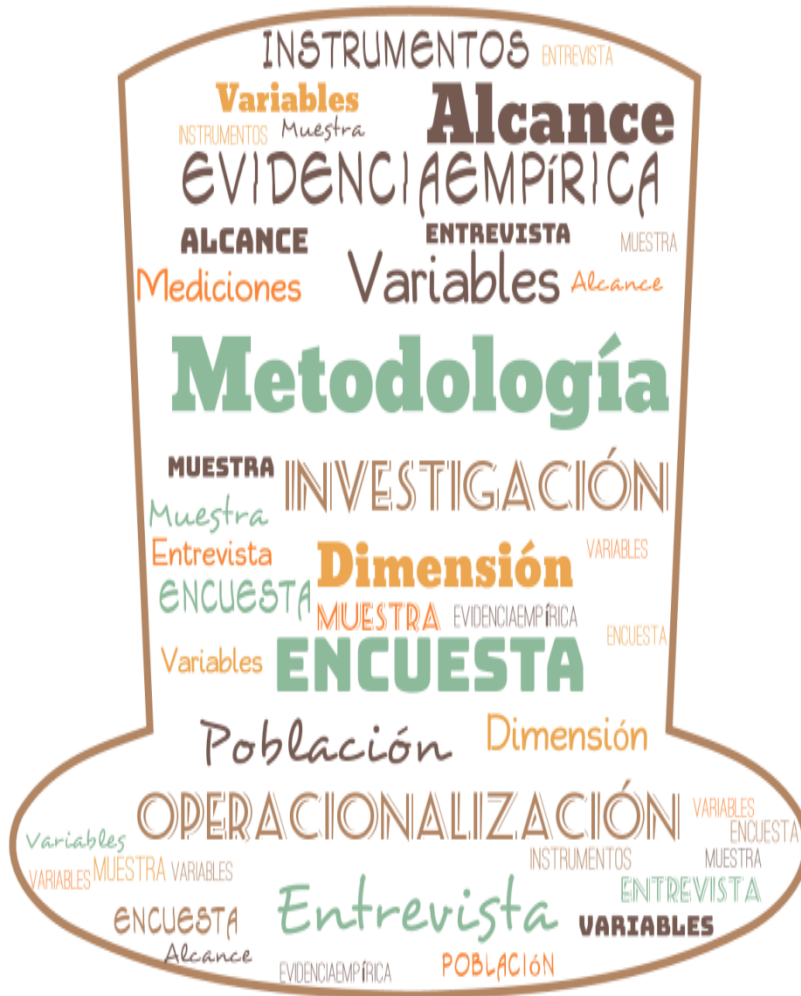 INSTRUMENTOS ENTREVISTA
Variables Alcance
INSTRUMENTOS Muestra
EVIDENCIAEMPÍRICA
ALCANCE ENTREVISTA MUESTRA
Mediciones Variables Alcance
Metodología
MUESTRA INVESTIGACIÓN
Muestra
Entrevista Dimensión VARIABLES
ENCUESTA MUESTRA EVIDENCIAEMPÍRICA
ENCUESTA
Variables ENCUESTA
Población Dimensión
OPERACIONALIZACIÓN VARIABLES
Variables ENCUESTA
VARIABLES MUESTRA VARIABLES INSTRUMENTOS MUESTRA
Entrevista ENTREVISTA
ENCUESTA VARIABLES
Alcance
EVIDENCIAEMPÍRICA POBLACIÓN